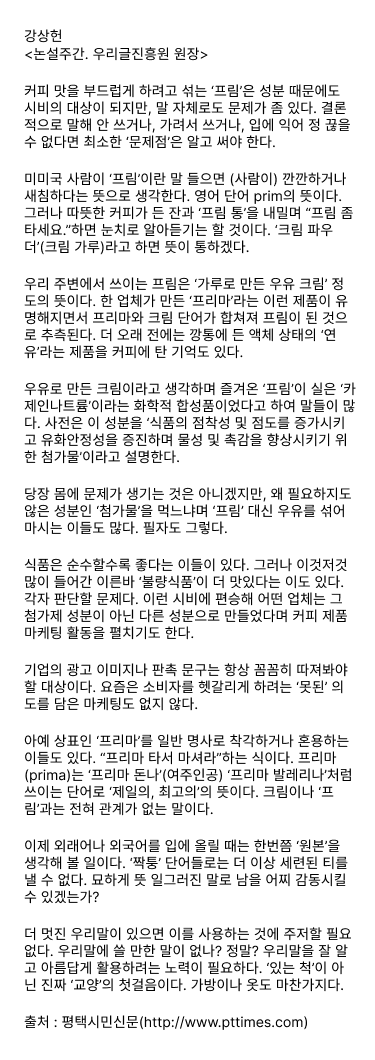 강상헌
<논설주간. 우리글진흥원 원장>
커피 맛을 부드럽게 하려고 섞는 ‘프림’은 성분 때문에도
시비의 대상이 되지만, 말 자체로도 문제가 좀 있다. 결론
적으로 말해 안 쓰거나, 가려서 쓰거나, 입에 익어 정 끊을
수 없다면 최소한 ‘문제점’은 알고 써야 한다.
미미국 사람이 ‘프림’이란 말 들으면 (사람이) 깐깐하거나
새침하다는 뜻으로 생각한다. 영어 단어 prim의 뜻이다.
그러나 따뜻한 커피가 든 잔과 ‘프림 통’을 내밀며 “프림 좀
타세요.”하면 눈치로 알아듣기는 할 것이다. ‘크림 파우
더’(크림 가루)라고 하면 뜻이 통하겠다.
우리 주변에서 쓰이는 프림은 ‘가루로 만든 우유 크림’ 정
도의 뜻이다. 한 업체가 만든 ‘프리마’라는 이런 제품이 유
명해지면서 프리마와 크림 단어가 합쳐져 프림이 된 것으
로 추측된다. 더 오래 전에는 깡통에 든 액체 상태의 ‘연
유’라는 제품을 커피에 탄 기억도 있다.
우유로 만든 크림이라고 생각하며 즐겨온 ‘프림’이 실은 ‘카
제인나트륨’이라는 화학적 합성품이었다고 하여 말들이 많
다. 사전은 이 성분을 ‘식품의 점착성 및 점도를 증가시키
고 유화안정성을 증진하며 물성 및 촉감을 향상시키기 위
한 첨가물’이라고 설명한다.
당장 몸에 문제가 생기는 것은 아니겠지만, 왜 필요하지도
않은 성분인 ‘첨가물’을 먹느냐며 ‘프림’ 대신 우유를 섞어
마시는 이들도 많다. 필자도 그렇다.
식품은 순수할수록 좋다는 이들이 있다. 그러나 이것저것
많이 들어간 이른바 ‘불량식품’이 더 맛있다는 이도 있다.
각자 판단할 문제다. 이런 시비에 편승해 어떤 업체는 그
첨가제 성분이 아닌 다른 성분으로 만들었다며 커피 제품
마케팅 활동을 펼치기도 한다.
기업의 광고 이미지나 판촉 문구는 항상 꼼꼼히 따져봐야
할 대상이다. 요즘은 소비자를 헷갈리게 하려는 ‘못된’ 의
도를 담은 마케팅도 없지 않다.
아예 상표인 ‘프리마’를 일반 명사로 착각하거나 혼용하는
이들도 있다. “프리마 타서 마셔라”하는 식이다. 프리마
(prima)는 ‘프리마 돈나’(여주인공) ‘프리마 발레리나’처럼
쓰이는 단어로 ‘제일의, 최고의’의 뜻이다. 크림이나 ‘프
림’과는 전혀 관계가 없는 말이다.
이제 외래어나 외국어를 입에 올릴 때는 한번쯤 ‘원본’을
생각해 볼 일이다. ‘짝퉁’ 단어들로는 더 이상 세련된 티를
낼 수 없다. 묘하게 뜻 일그러진 말로 남을 어찌 감동시킬
수 있겠는가?
더 멋진 우리말이 있으면 이를 사용하는 것에 주저할 필요
없다. 우리말에 쓸 만한 말이 없나? 정말? 우리말을 잘 알
고 아름답게 활용하려는 노력이 필요하다. ‘있는 척’이 아
닌 진짜 ‘교양’의 첫걸음이다. 가방이나 옷도 마찬가지다.
출처 : 평택시민신문(http://www.pttimes.com)